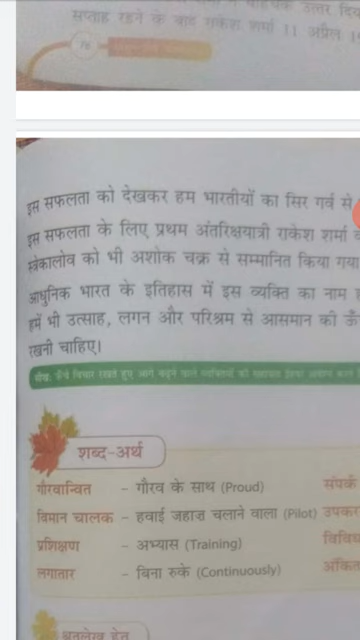 सप्ताह रहने के बाद राकेश शर्मा 11 अप्रैल
इस सफलता को देखकर हम भारतीयों का सिर गर्व से
इस सफलता के लिए प्रथम अंतरिक्षयात्री राकेश शर्मा
को भी अशोक चक्र से सम्मानित किया गया
आधुनिक भारत के इतिहास में इस व्यक्ति का नाम
हमें भी उत्साह, लगन और परिश्रम से आसमान की
रखनी चाहिए।
शब्द-अर्थ
गौरवान्वित – गौरव के साथ (Proud) संपर्क
विमान चालक – हवाई जहाज चलाने वाला (Pilot) उपकर
प्रशिक्षण – अभ्यास (Training) विविध
लगातार – बिना रुके (Continuously) अंकित
श्रुतलेख हेतु